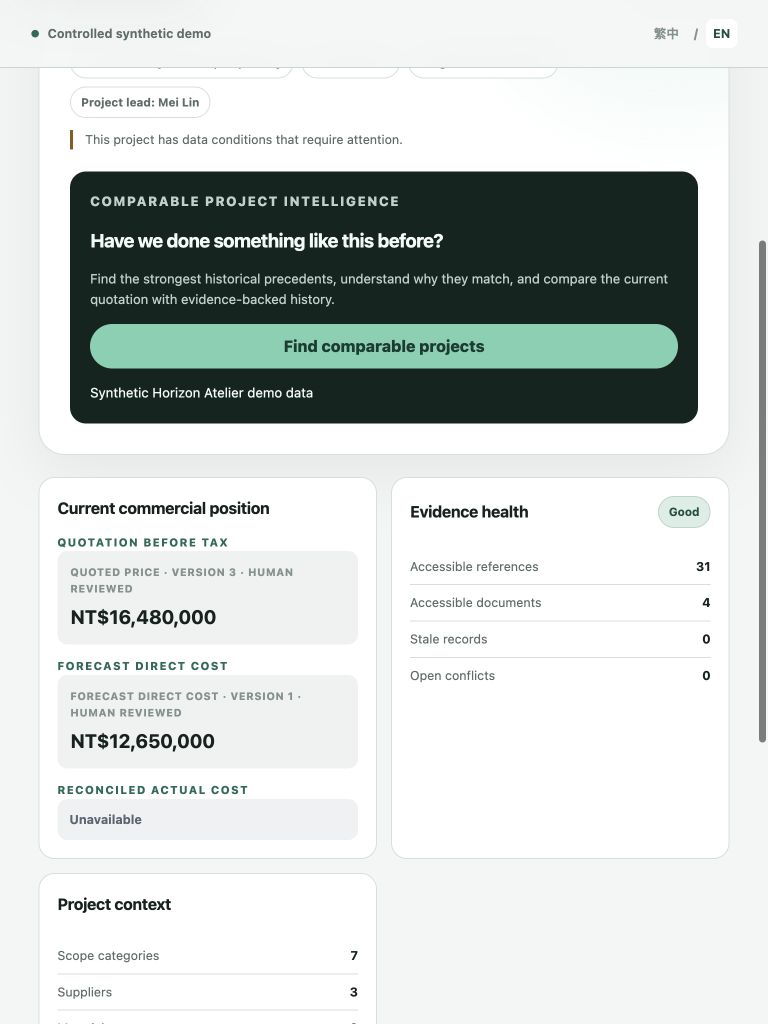 Controlled synthetic demo
繁中 / EN
Project lead: Mei Lin
This project has data conditions that require attention.
COMPARABLE PROJECT INTELLIGENCE
Have we done something like this before?
Find the strongest historical precedents, understand why they match, and compare the current
quotation with evidence-backed history.
Find comparable projects
Synthetic Horizon Atelier demo data
Current commercial position
QUOTATION BEFORE TAX
QUOTED PRICE · VERSION 3 · HUMAN
REVIEWED
NT$16,480,000
FORECAST DIRECT COST
FORECAST DIRECT COST · VERSION 1 ·
HUMAN REVIEWED
NT$12,650,000
RECONCILED ACTUAL COST
Unavailable
Evidence health
Good
Accessible references 31
Accessible documents 4
Stale records 0
Open conflicts 0
Project context
Scope categories 7
Suppliers 3